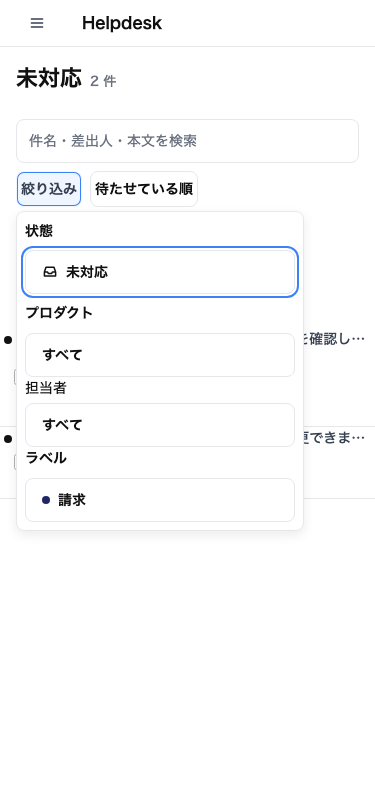 Helpdesk
未対応 2 件
件名・差出人・本文を検索
絞り込み 待たせている順
状態
未対応
プロダクト
すべて
を確認し…
担当者
すべて
更できま…
ラベル
請求